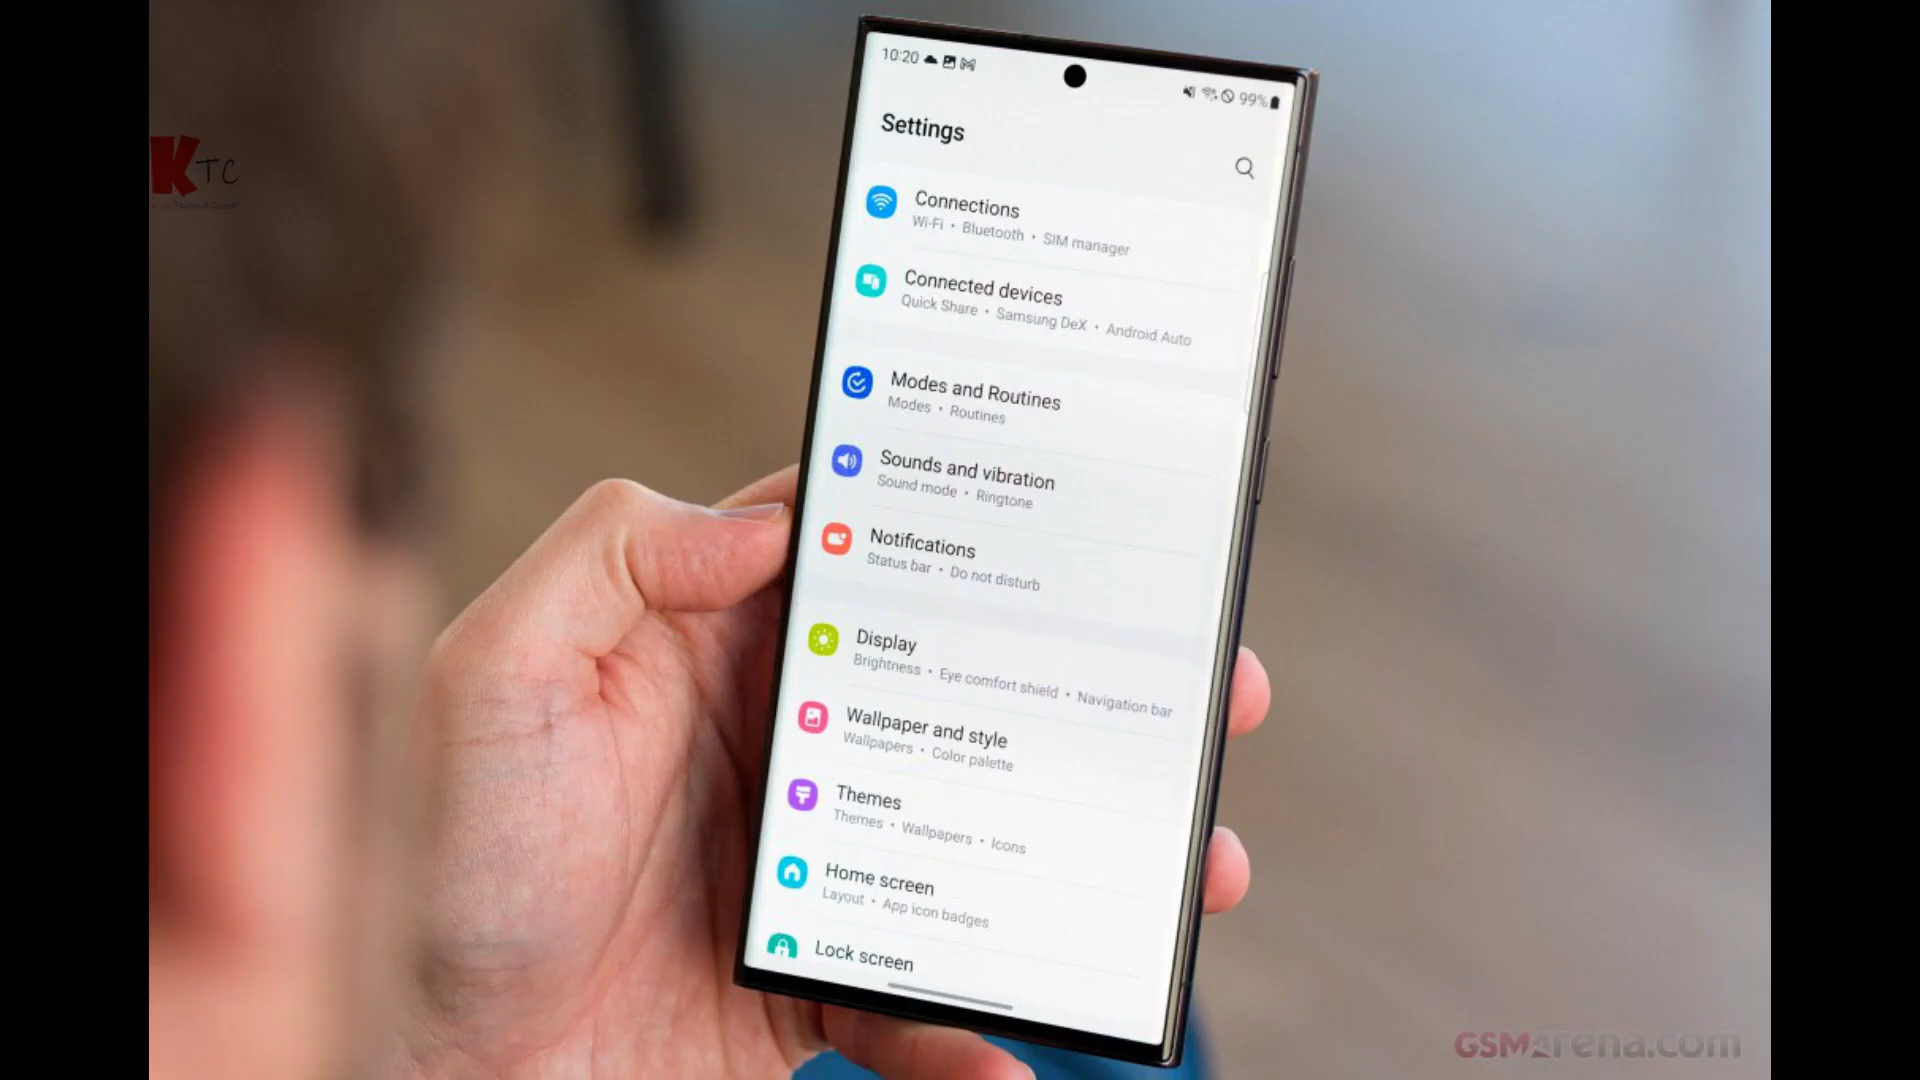 10:20
99%
Settings
KTC
Connections
Wi-Fi • Bluetooth • SIM manager
Connected devices
Quick Share • Samsung DeX • Android Auto
Modes and Routines
Modes • Routines
Sounds and vibration
Sound mode • Ringtone
Notifications
Status bar • Do not disturb
Display
Brightness • Eye comfort shield • Navigation bar
Wallpaper and style
Wallpapers • Color palette
Themes
Themes • Wallpapers • Icons
Home screen
Layout • App icon badges
Lock screen
GSMarena.com